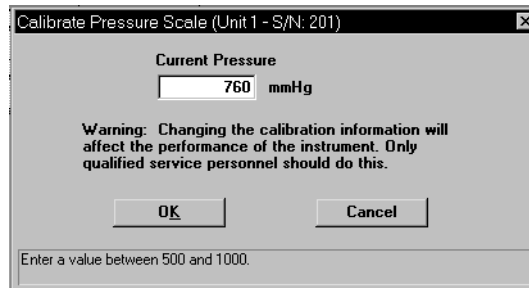 Calibrate Pressure Scale (Unit 1 - S/N: 201)
Current Pressure
760 mmHg
Warning: Changing the calibration information will
affect the performance of the instrument. Only
qualified service personnel should do this.
OK Cancel
Enter a value between 500 and 1000.